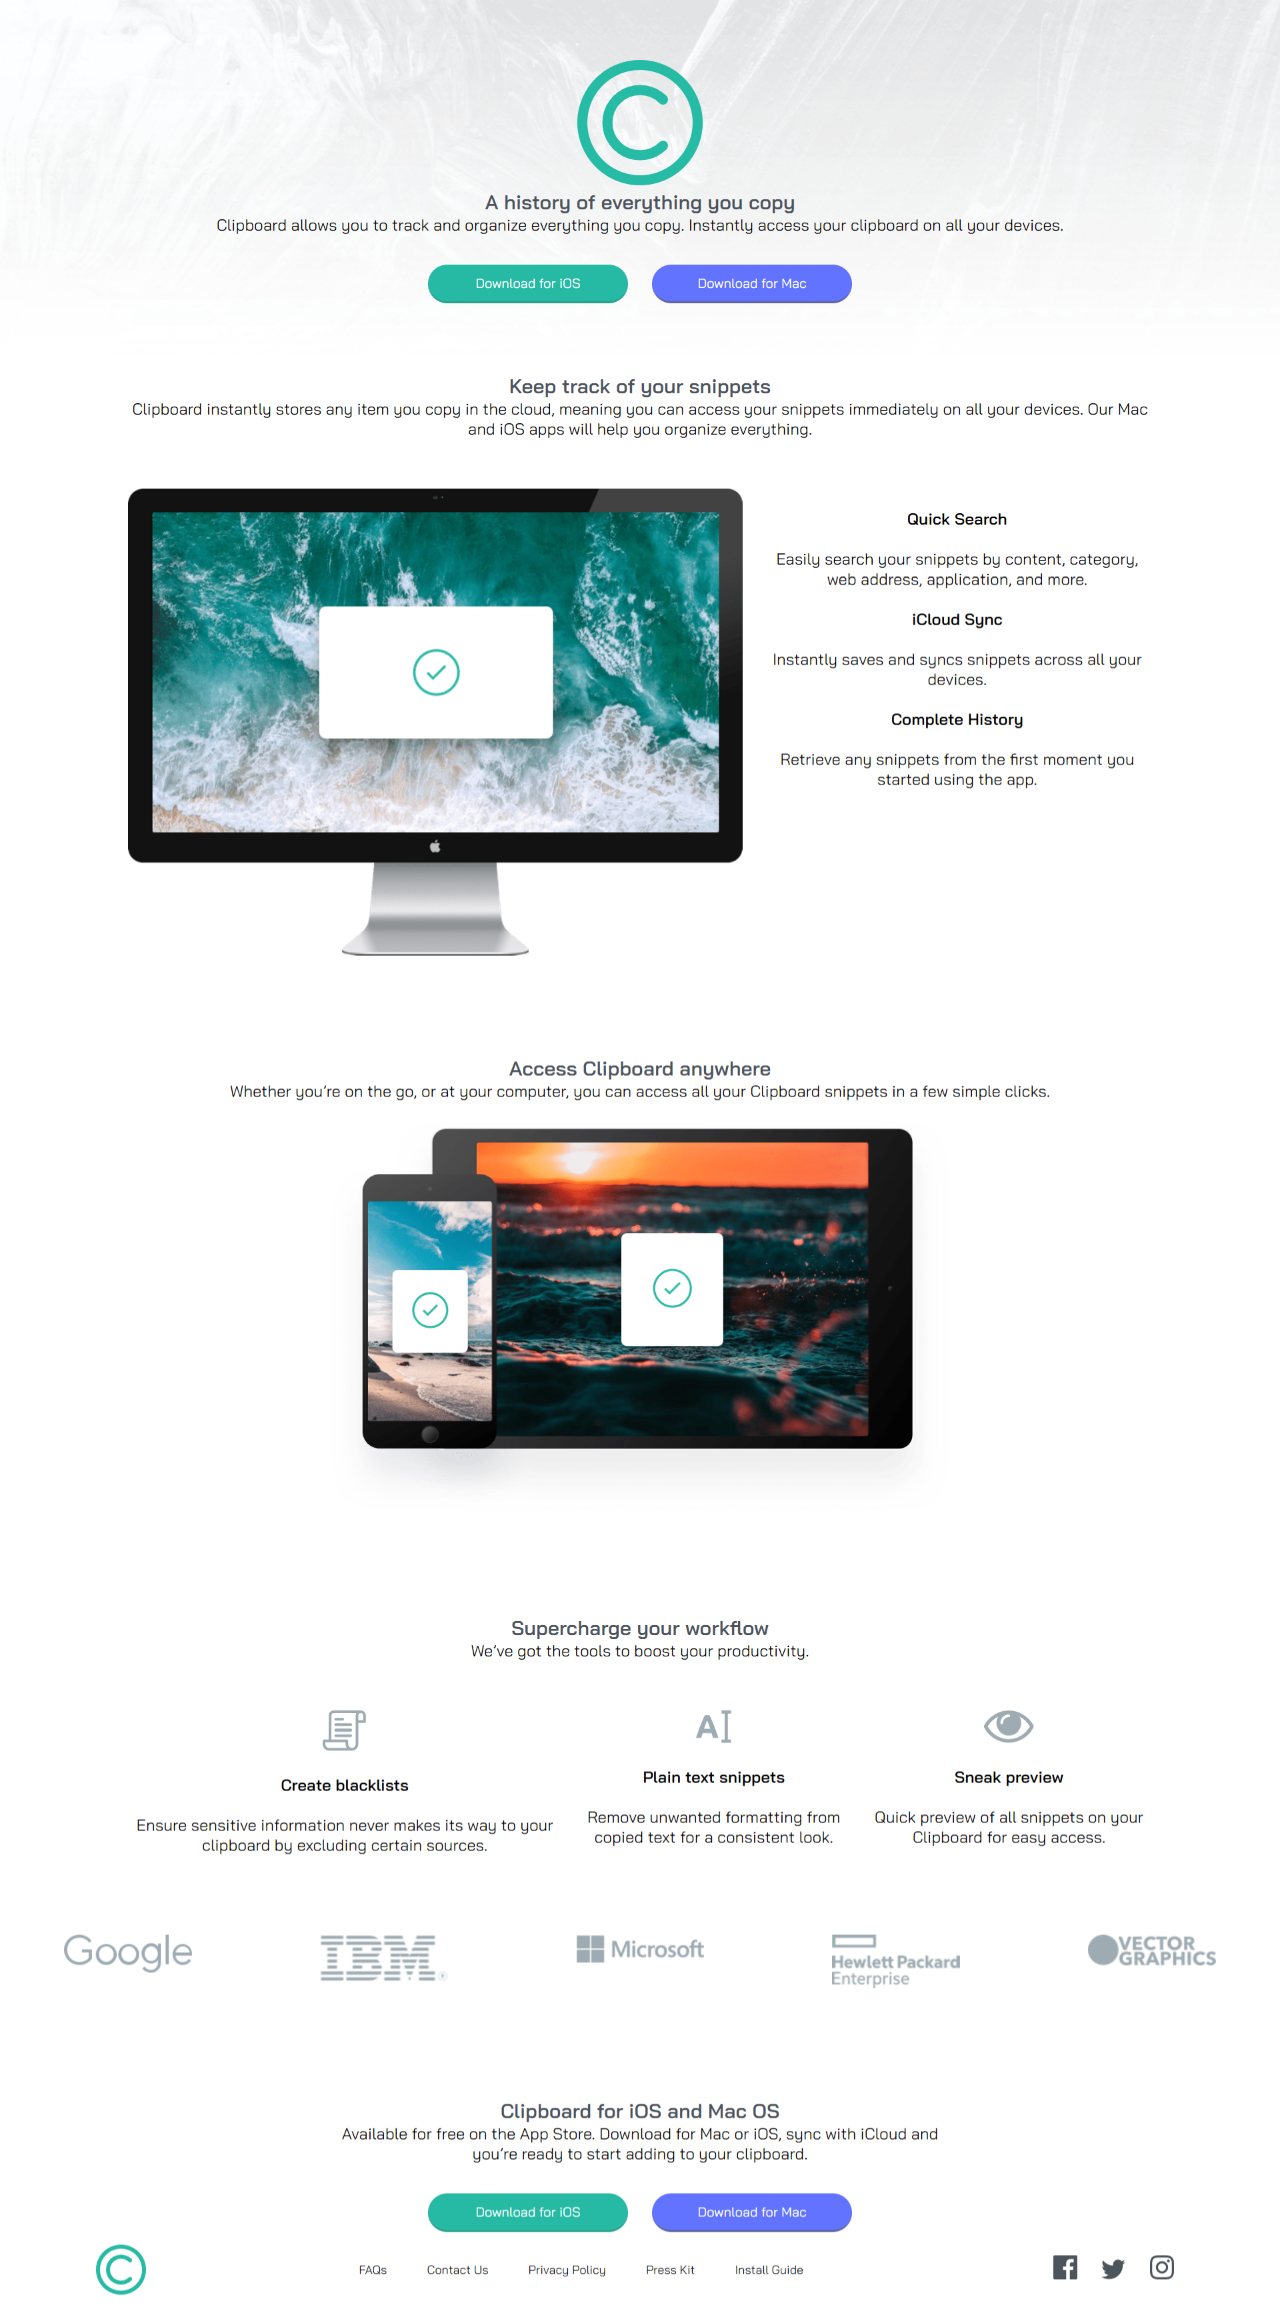 A history of everything you copy
Clipboard allows you to track and organize everything you copy. Instantly access your clipboard on all your devices.
Download for iOS
Download for Mac
Keep track of your snippets
Clipboard instantly stores any item you copy in the cloud, meaning you can access your snippets immediately on all your devices. Our Mac
and iOS apps will help you organize everything.
Quick Search
Easily search your snippets by content, category,
web address, application, and more.
iCloud Sync
Instantly saves and syncs snippets across all your
devices.
Complete History
Retrieve any snippets from the first moment you
started using the app.
Access Clipboard anywhere
Whether you’re on the go, or at your computer, you can access all your Clipboard snippets in a few simple clicks.
Supercharge your workflow
We’ve got the tools to boost your productivity.
Create blacklists
Ensure sensitive information never makes its way to your
clipboard by excluding certain sources.
Plain text snippets
Remove unwanted formatting from
copied text for a consistent look.
Sneak preview
Quick preview of all snippets on your
Clipboard for easy access.
Google
IBM
Microsoft
Hewlett Packard
Enterprise
VECTOR
GRAPHICS
Clipboard for iOS and Mac OS
Available for free on the App Store. Download for Mac or iOS, sync with iCloud and
you’re ready to start adding to your clipboard.
Download for iOS
Download for Mac
FAQs
Contact Us
Privacy Policy
Press Kit
Install Guide